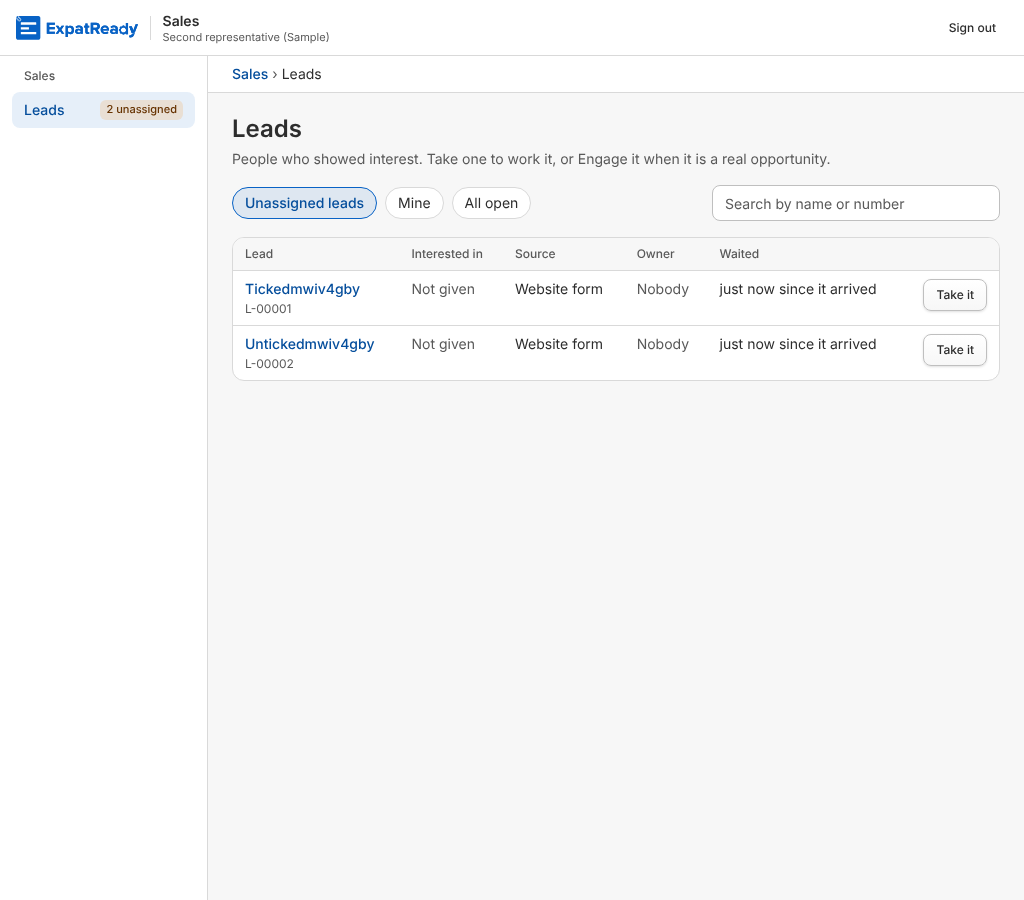 ExpatReady
Sales
Second representative (Sample)
Sign out
Sales
Leads
2 unassigned
Sales › Leads
Leads
People who showed interest. Take one to work it, or Engage it when it is a real opportunity.
Unassigned leads
Mine
All open
Search by name or number
Lead Interested in Source Owner Waited
Tickedmwiv4gby Not given Website form Nobody just now since it arrived Take it
L-00001
Untickedmwiv4gby Not given Website form Nobody just now since it arrived Take it
L-00002